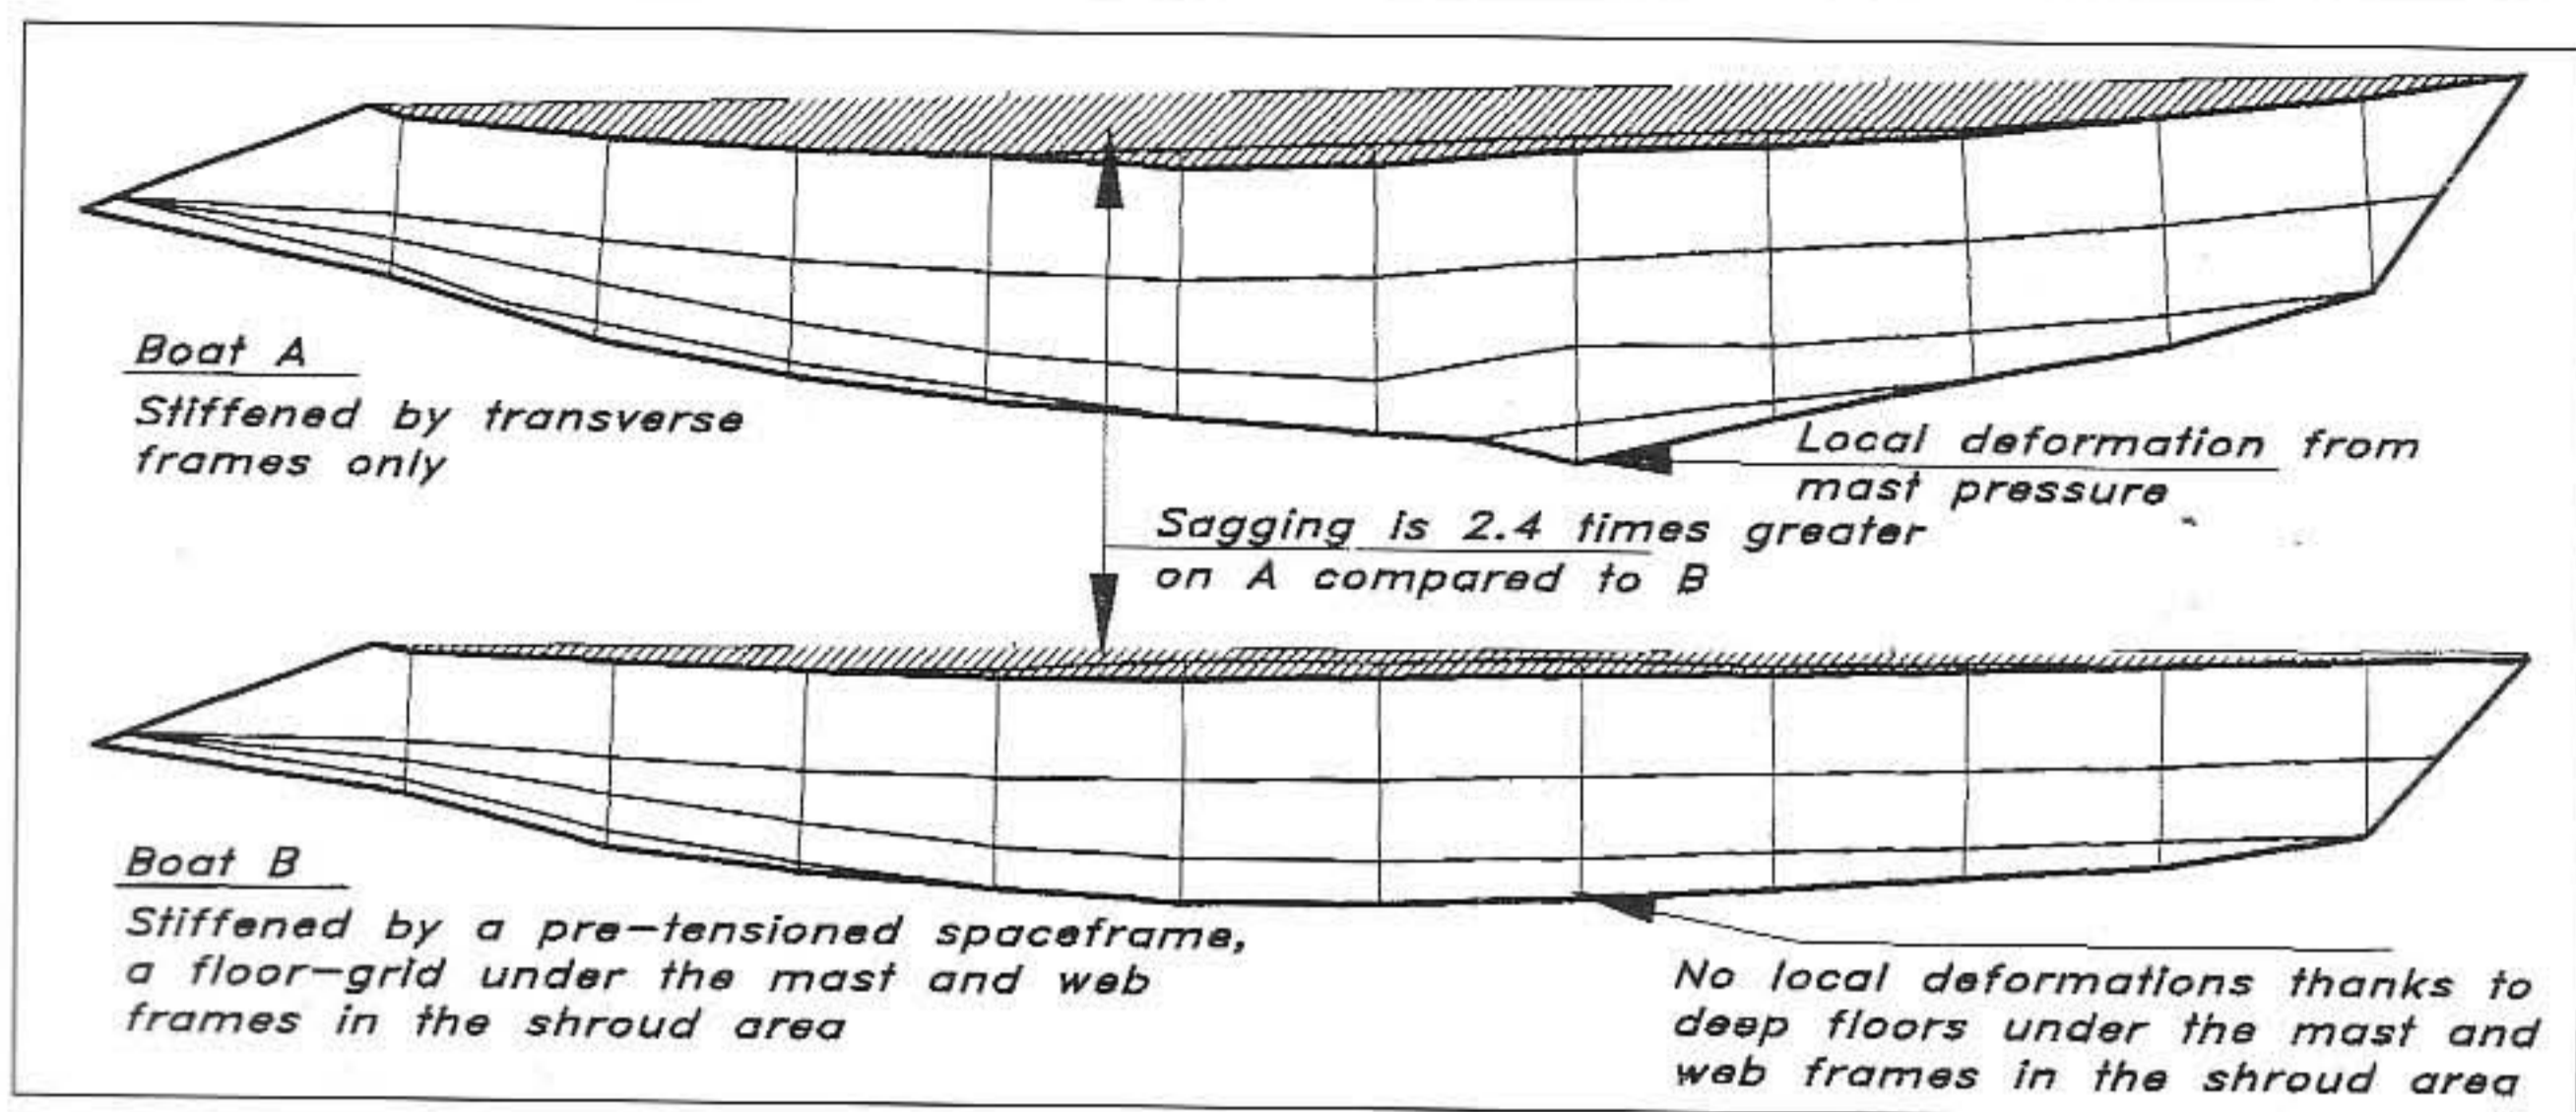 Boat A
Stiffened by transverse
frames only
Local deformation from
mast pressure
Sagging is 2.4 times greater
on A compared to B
Boat B
Stiffened by a pre-tensioned spaceframe,
a floor-grid under the mast and web
frames in the shroud area
No local deformations thanks to
deep floors under the mast and
web frames in the shroud area